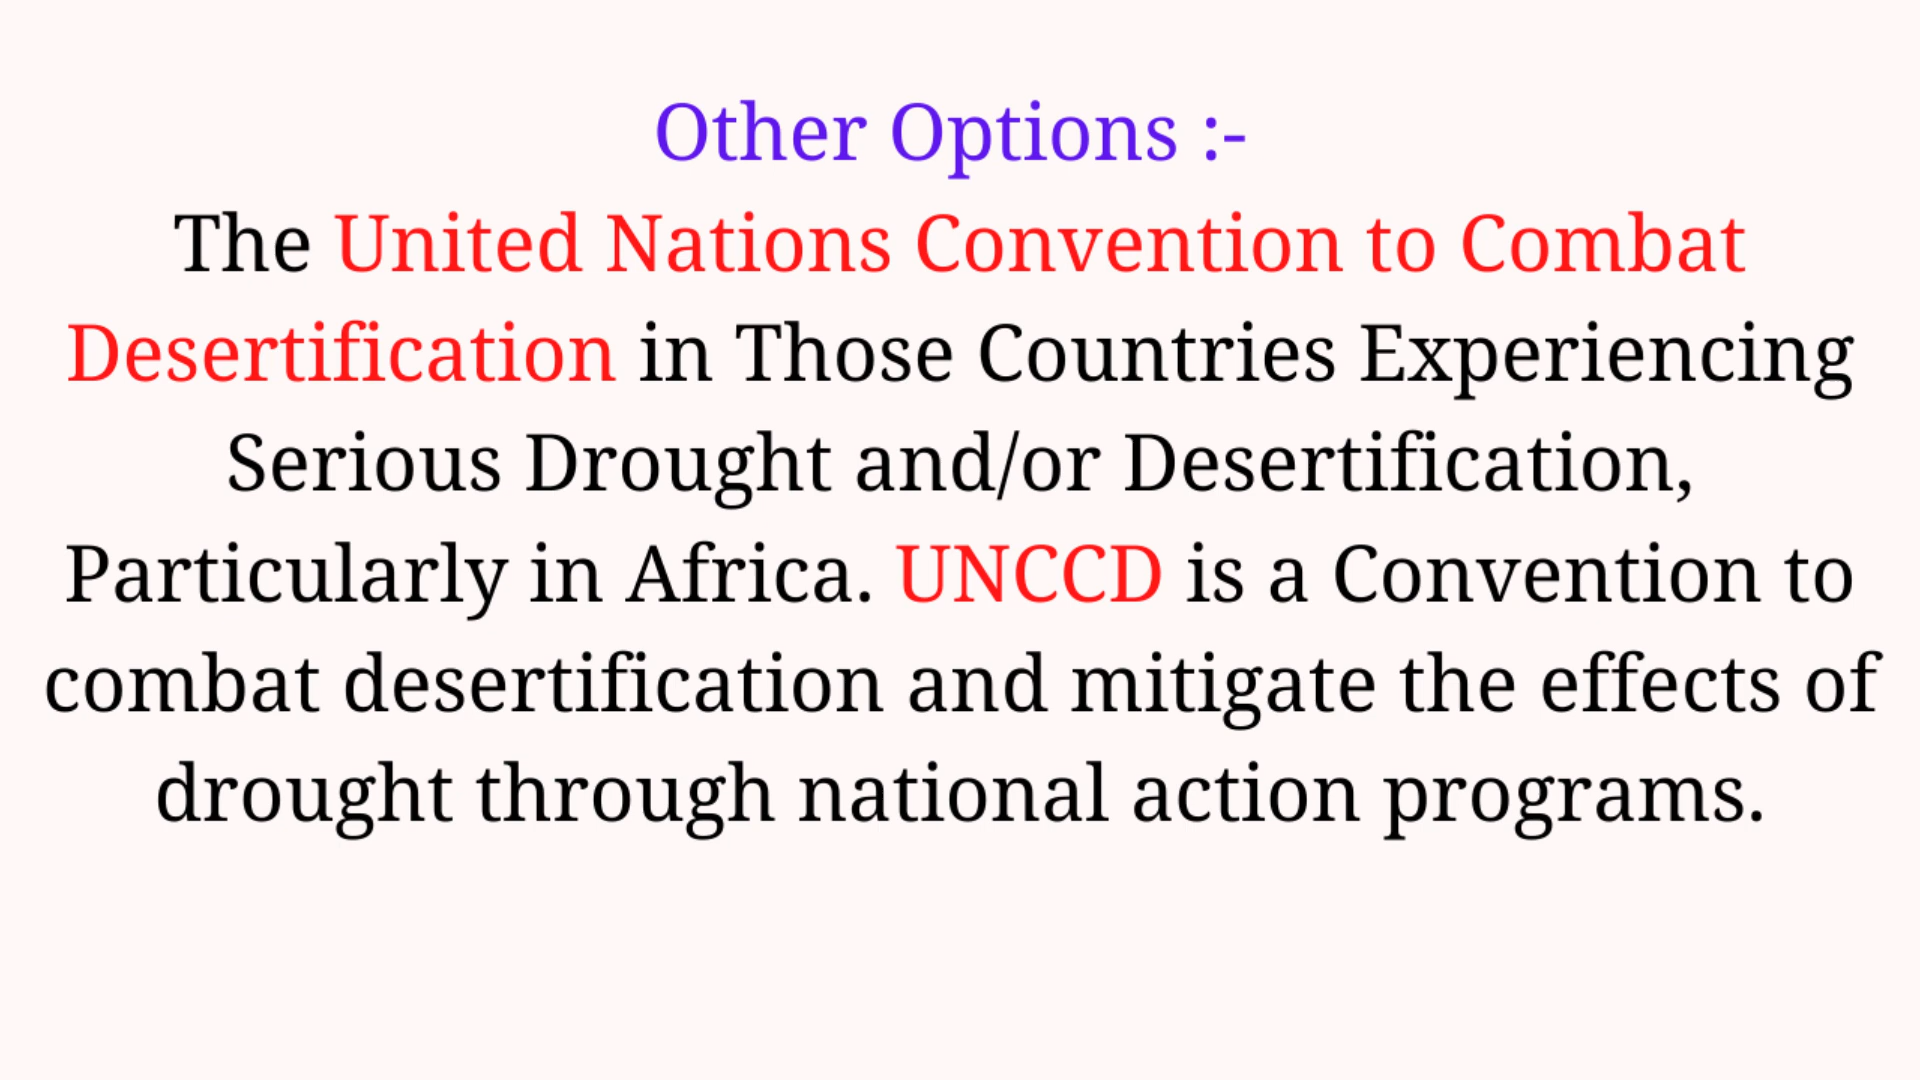 Other Options :-
The United Nations Convention to Combat
Desertification in Those Countries Experiencing
Serious Drought and/or Desertification,
Particularly in Africa. UNCCD is a Convention to
combat desertification and mitigate the effects of
drought through national action programs.